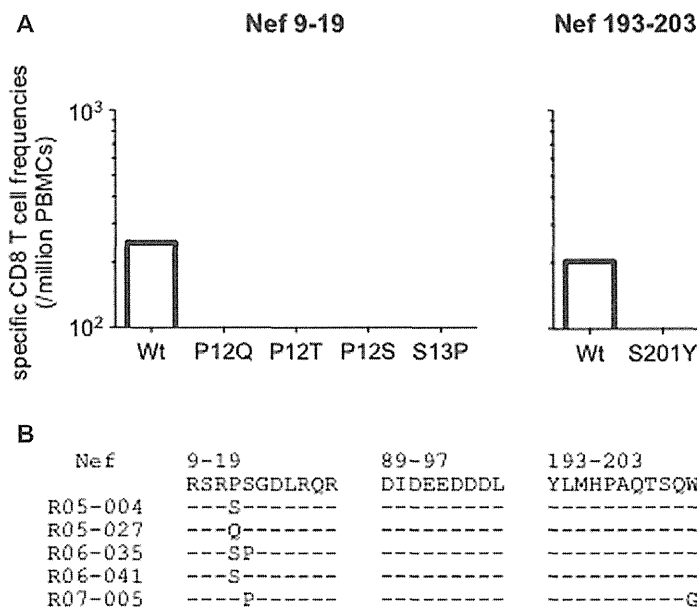 A
Nef 9-19
Nef 193-203
specific CD8 T cell frequencies
(/million PBMCs)
10³
10²
Wt P12Q P12T P12S S13P
Wt S201Y
B
Nef 9-19 89-97 193-203
RSRPSGDLRQR DIDEEDDDL YLMHPAQTSQW
R05-004 ---S------- --------- -----------
R05-027 ---Q------- --------- -----------
R06-035 ---SP------ --------- -----------
R06-041 ---S------- --------- -----------
R07-005 ----P------ --------- ----------G